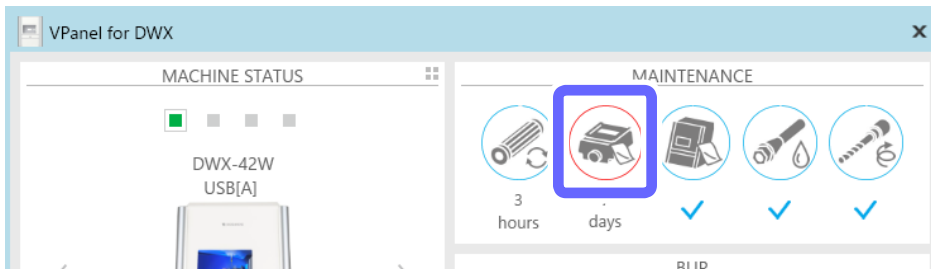 VPanel for DWX
MACHINE STATUS
MAINTENANCE
DWX-42W
USB[A]
3
hours
days